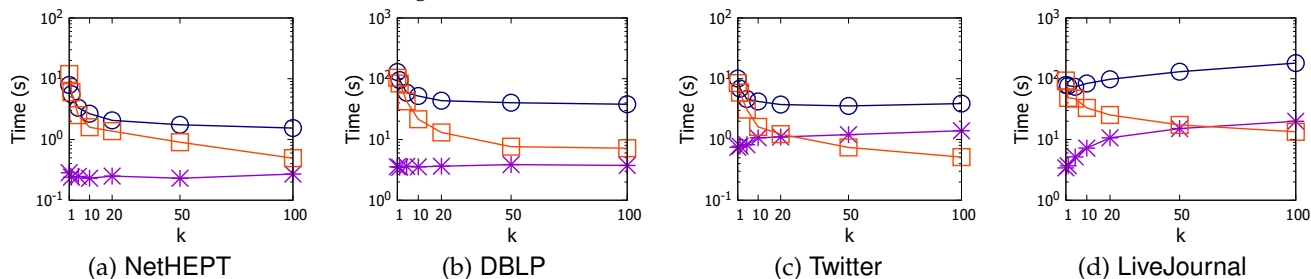 10^2 10^3 10^2 10^3
10^1 10^2 10^1 10^2
10^0 10^1 10^0 10^1
10^-1 10^0 10^-1 10^0
Time (s) Time (s) Time (s) Time (s)
1 10 20 50 100 1 10 20 50 100 1 10 20 50 100 1 10 20 50 100
k k k k
(a) NetHEPT (b) DBLP (c) Twitter (d) LiveJournal